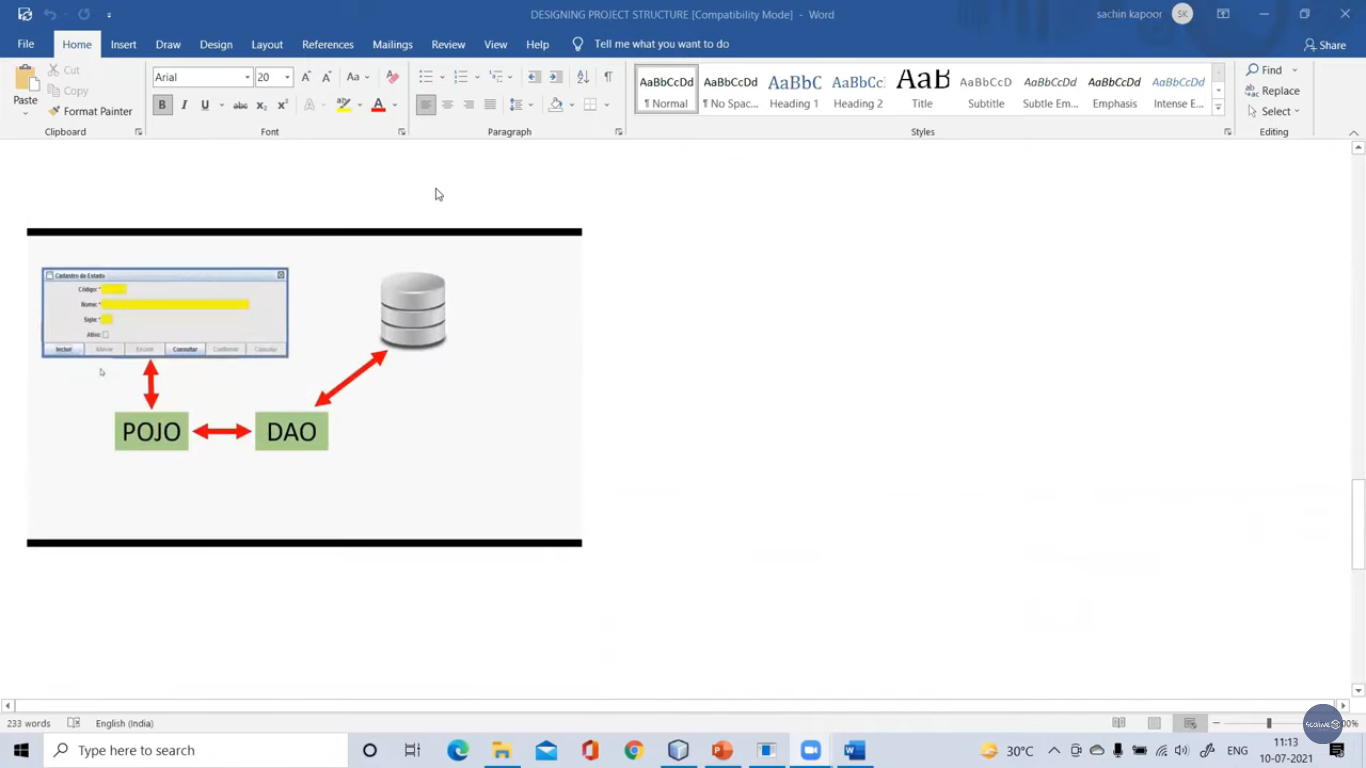 DESIGNING PROJECT STRUCTURE [Compatibility Mode] - Word
sachin kapoor SK
File Home Insert Draw Design Layout References Mailings Review View Help Tell me what you want to do Share
Paste
Cut
Copy
Format Painter
Clipboard
Arial 20
Font
Paragraph
AaBbCcDd ¶ Normal
AaBbCcDd ¶ No Spac...
AaBbC Heading 1
AaBbCc Heading 2
AaB Title
AaBbCcD Subtitle
AaBbCcDd Subtle Em...
AaBbCcDd Emphasis
AaBbCcDd Intense E...
Styles
Find
Replace
Select
Editing
Cadastro de Estado
Código: *
Nome: *
Sigla: *
Ativo:
Incluir Alterar Excluir Consultar Confirmar Cancelar
POJO DAO
233 words English (India)
scalive
Type here to search
30°C ENG 11:13
10-07-2021